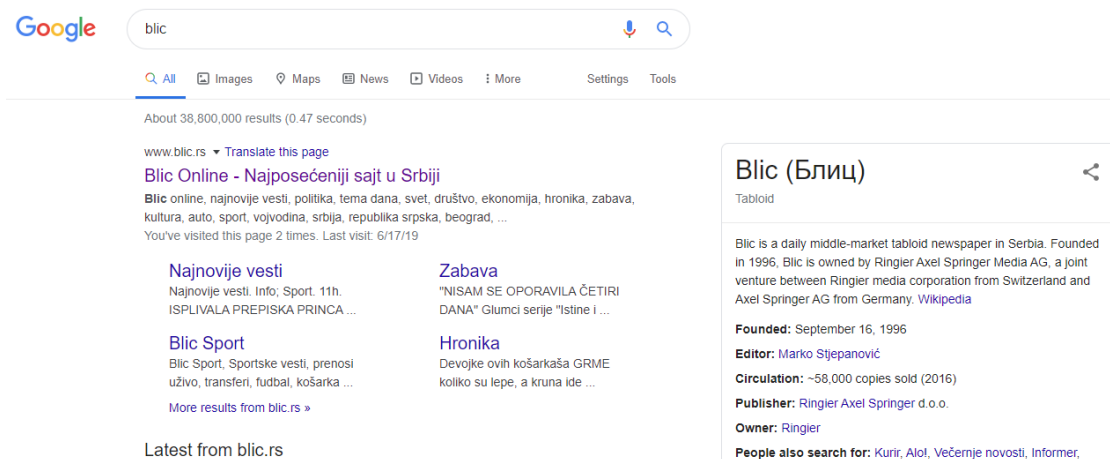 Google
blic
All Images Maps News Videos More Settings Tools
About 38,800,000 results (0.47 seconds)
www.blic.rs Translate this page
Blic Online - Najposećeniji sajt u Srbiji
Blic online, najnovije vesti, politika, tema dana, svet, društvo, ekonomija, hronika, zabava,
kultura, auto, sport, vojvodina, srbija, republika srpska, beograd, ...
You've visited this page 2 times. Last visit: 6/17/19
Najnovije vesti
Najnovije vesti. Info; Sport. 11h.
ISPLIVALA PREPISKA PRINCA ...
Zabava
"NISAM SE OPORAVILA ČETIRI
DANA" Glumci serije "Istine i ...
Blic Sport
Blic Sport, Sportske vesti, prenosi
uživo, transferi, fudbal, košarka ...
Hronika
Devojke ovih košarkaša GRME
koliko su lepe, a kruna ide ...
More results from blic.rs »
Latest from blic.rs
Blic (Блиц)
Tabloid
Blic is a daily middle-market tabloid newspaper in Serbia. Founded
in 1996, Blic is owned by Ringier Axel Springer Media AG, a joint
venture between Ringier media corporation from Switzerland and
Axel Springer AG from Germany. Wikipedia
Founded: September 16, 1996
Editor: Marko Stjepanović
Circulation: ~58,000 copies sold (2016)
Publisher: Ringier Axel Springer d.o.o.
Owner: Ringier
People also search for: Kurir, Alo!, Večernje novosti, Informer,